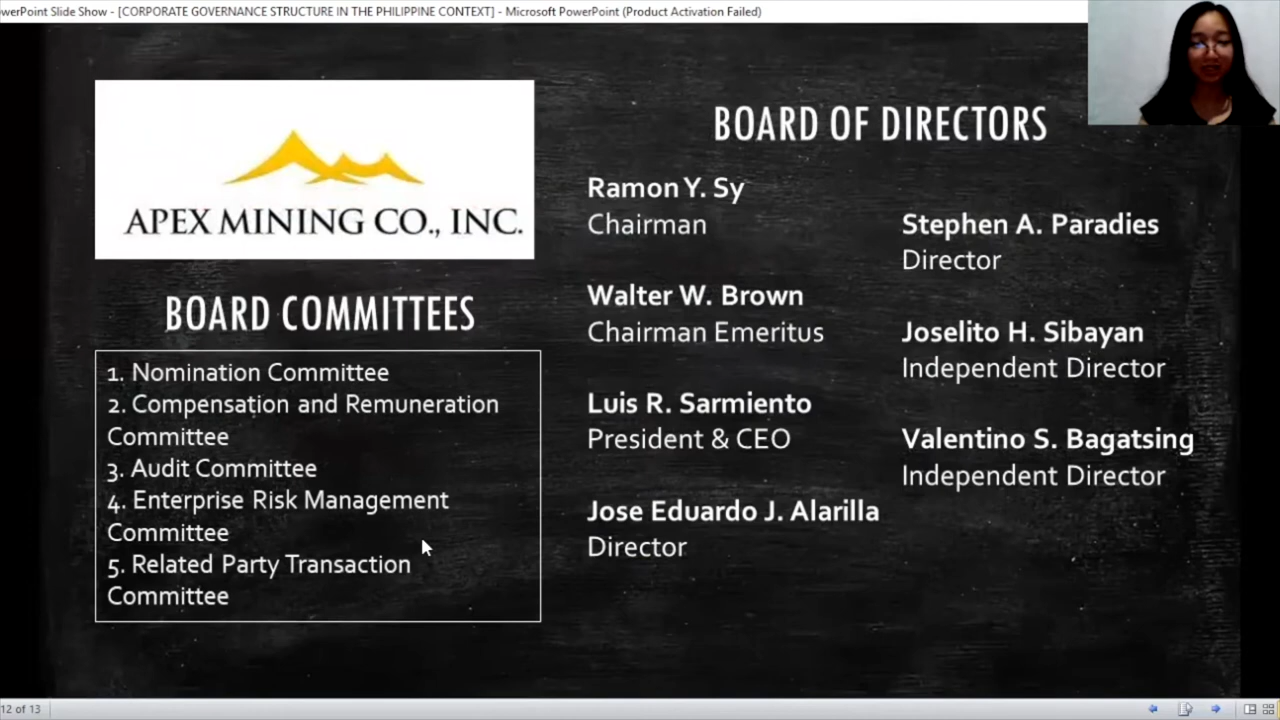 owerPoint Slide Show - [CORPORATE GOVERNANCE STRUCTURE IN THE PHILIPPINE CONTEXT] - Microsoft PowerPoint (Product Activation Failed)
APEX MINING CO., INC.
BOARD COMMITTEES
1. Nomination Committee
2. Compensation and Remuneration
Committee
3. Audit Committee
4. Enterprise Risk Management
Committee
5. Related Party Transaction
Committee
BOARD OF DIRECTORS
Ramon Y. Sy
Chairman
Walter W. Brown
Chairman Emeritus
Luis R. Sarmiento
President & CEO
Jose Eduardo J. Alarilla
Director
Stephen A. Paradies
Director
Joselito H. Sibayan
Independent Director
Valentino S. Bagatsing
Independent Director
12 of 13